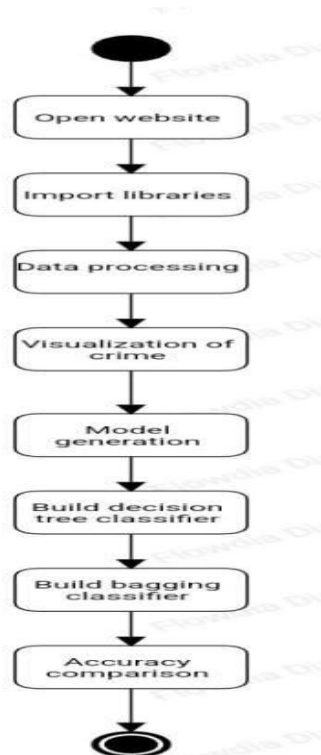 Open website
Import libraries
Data processing
Visualization of
crime
Model
generation
Build decision
tree classifier
Build bagging
classifier
Accuracy
comparison